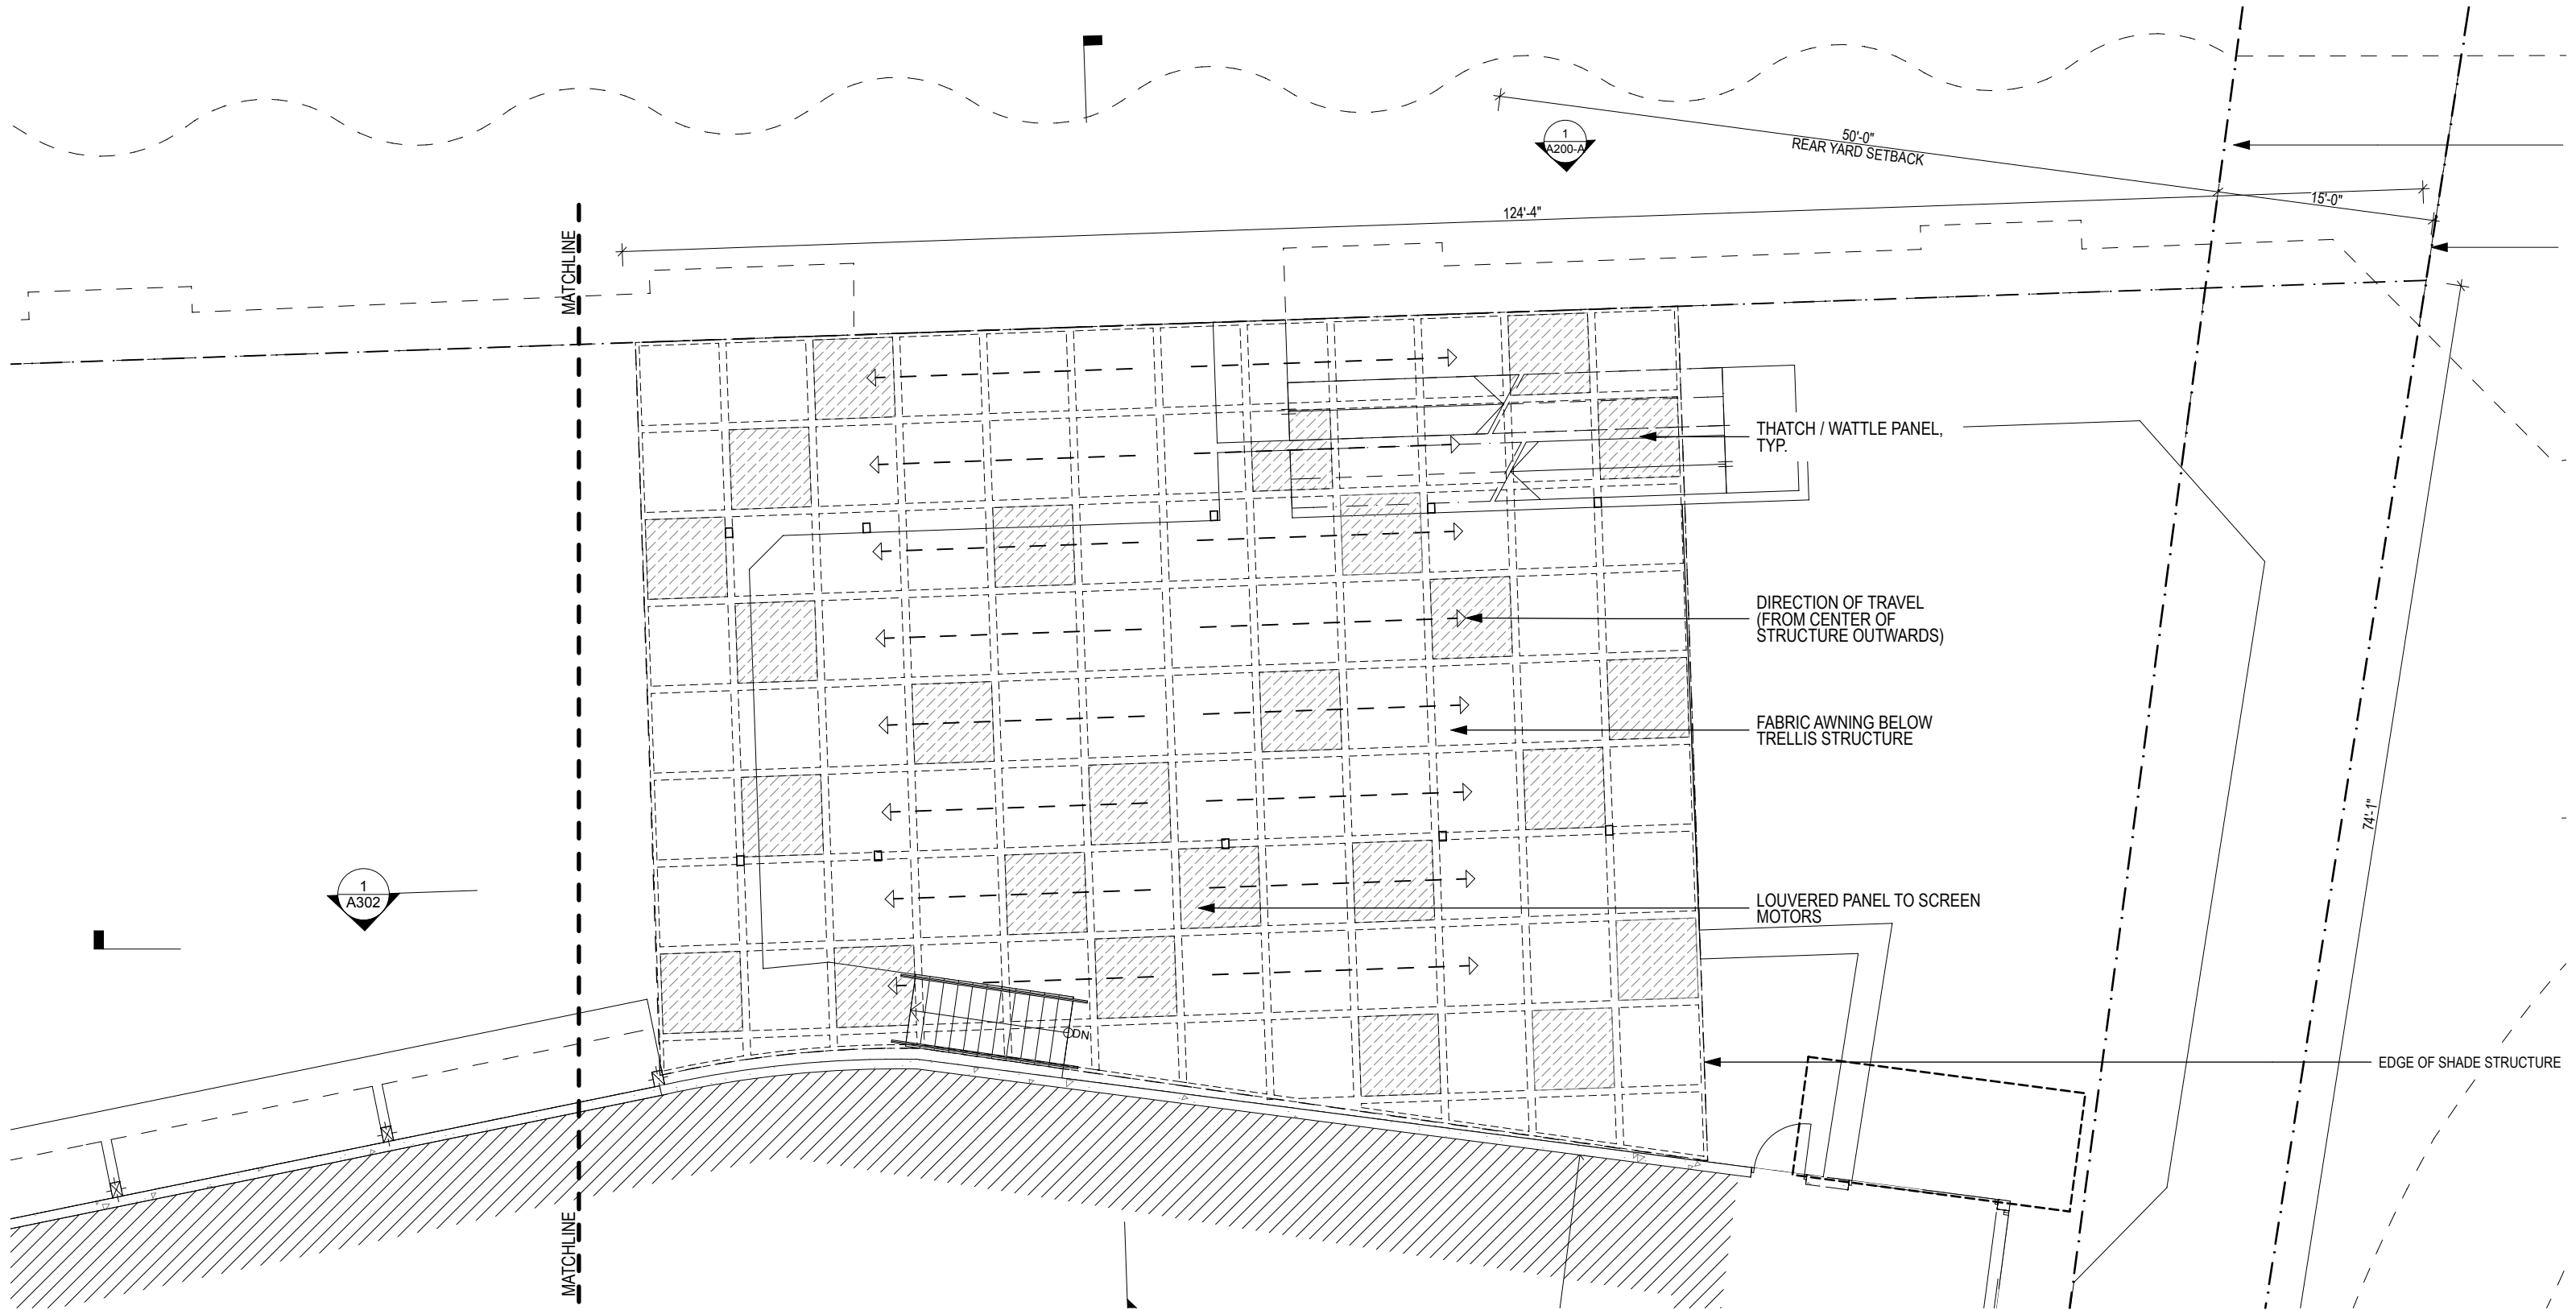 1
A200-A
50'-0"
REAR YARD SETBACK
15'-0"
124'-4"
MATCHLINE
THATCH / WATTLE PANEL,
TYP.
DIRECTION OF TRAVEL
(FROM CENTER OF
STRUCTURE OUTWARDS)
FABRIC AWNING BELOW
TRELLIS STRUCTURE
74'-1"
1
A302
LOUVERED PANEL TO SCREEN
MOTORS
DN
EDGE OF SHADE STRUCTURE
MATCHLINE